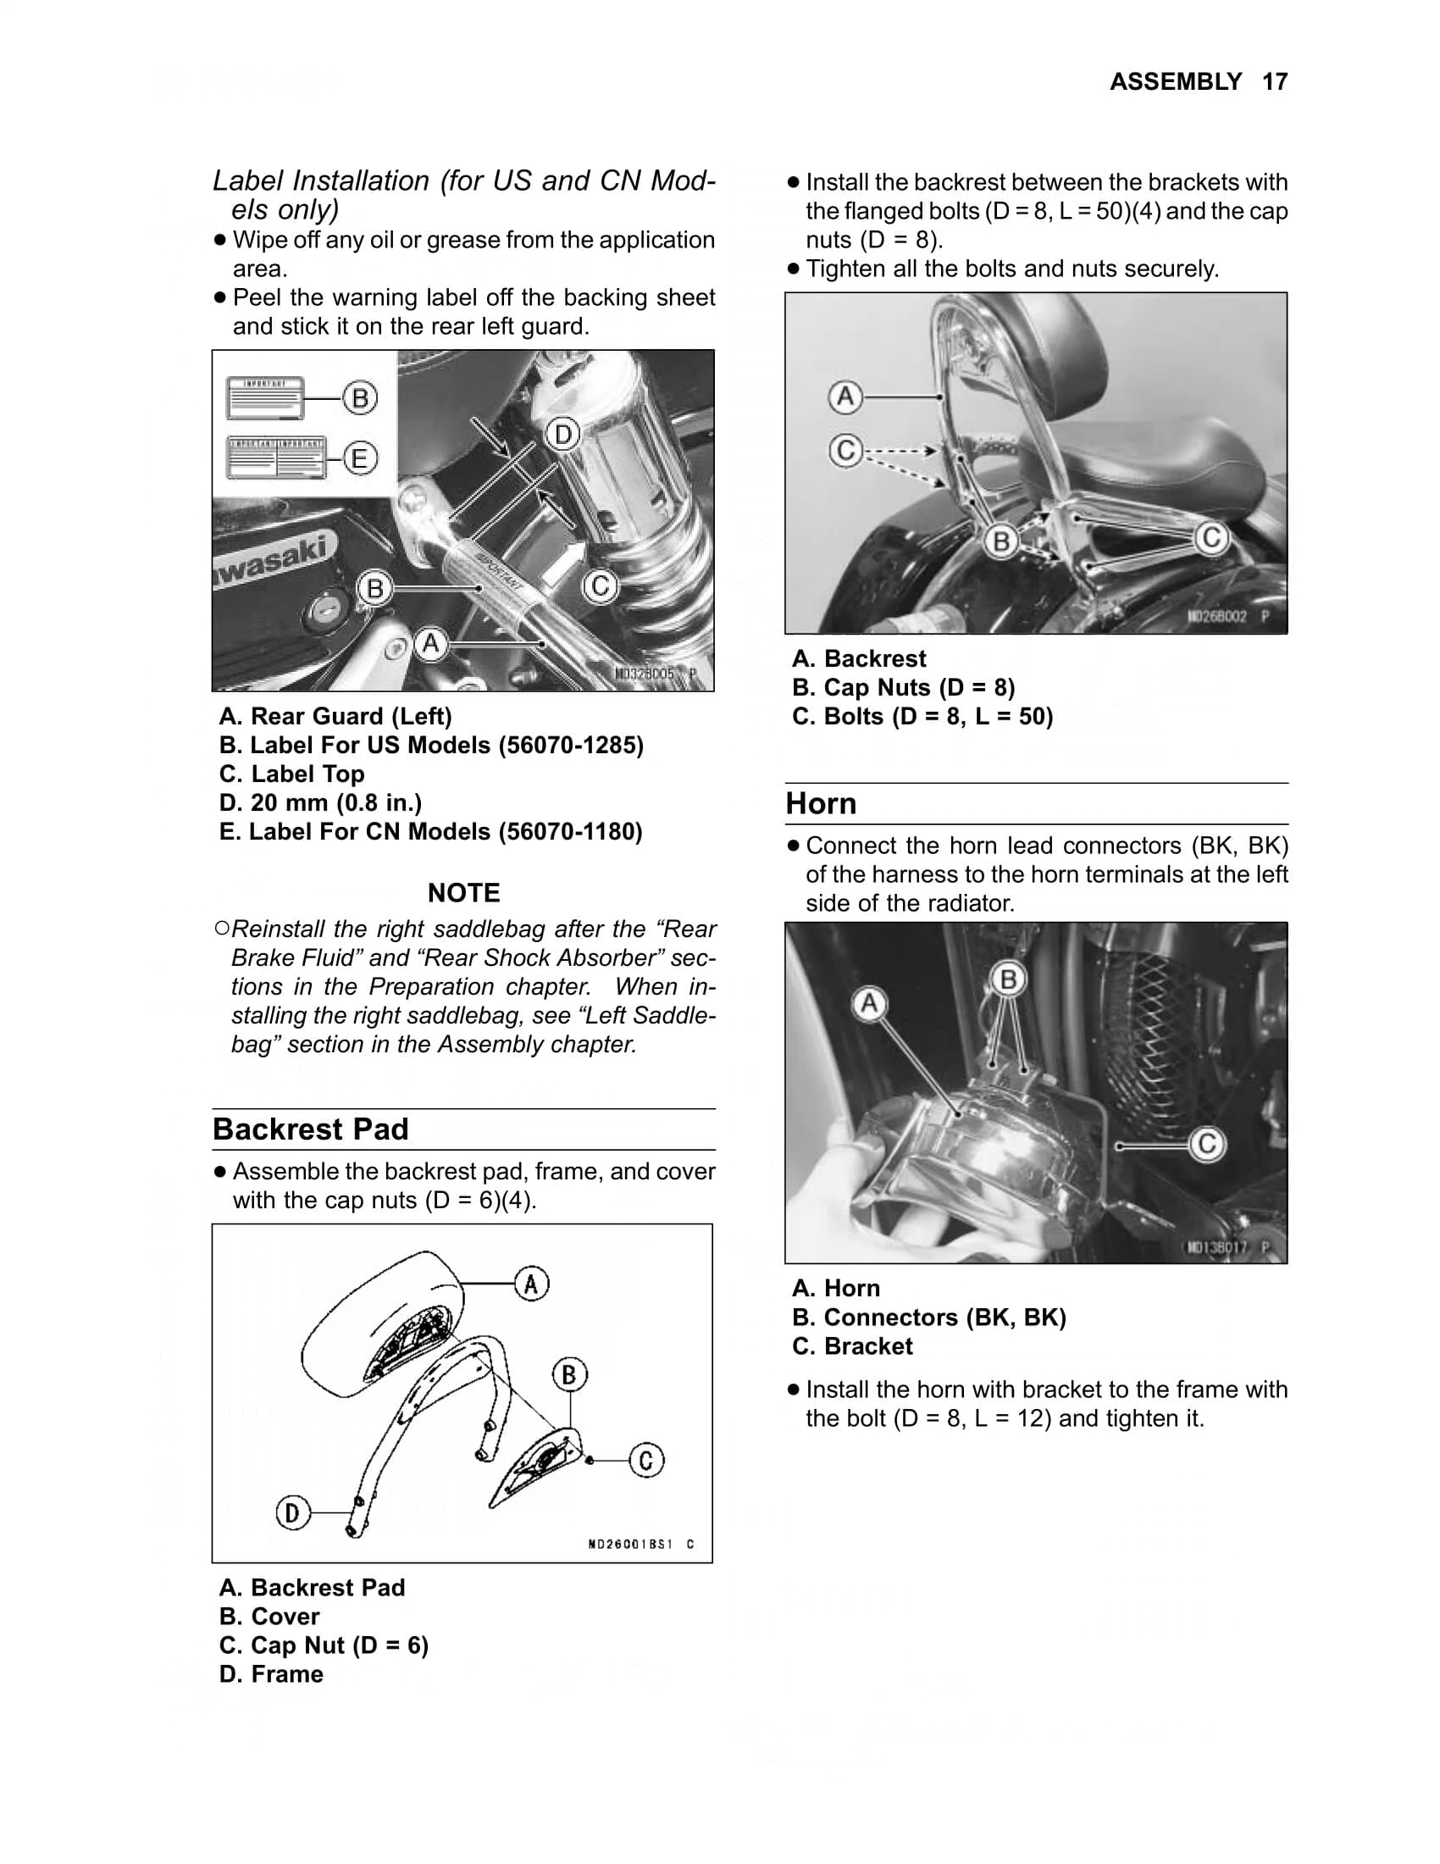 ASSEMBLY 17
Label Installation (for US and CN Mod-
els only)
● Wipe off any oil or grease from the application
area.
● Peel the warning label off the backing sheet
and stick it on the rear left guard.
IMPORTANT
B
IMPORTANT IMPORTANT
E
D
wasaki
IMPORTANT
B
C
A
MD32B005 P
A. Rear Guard (Left)
B. Label For US Models (56070-1285)
C. Label Top
D. 20 mm (0.8 in.)
E. Label For CN Models (56070-1180)
NOTE
○Reinstall the right saddlebag after the “Rear
Brake Fluid” and “Rear Shock Absorber” sec-
tions in the Preparation chapter. When in-
stalling the right saddlebag, see “Left Saddle-
bag” section in the Assembly chapter.
Backrest Pad
● Assemble the backrest pad, frame, and cover
with the cap nuts (D = 6)(4).
A
B
C
D
MD26001BS1 C
A. Backrest Pad
B. Cover
C. Cap Nut (D = 6)
D. Frame
● Install the backrest between the brackets with
the flanged bolts (D = 8, L = 50)(4) and the cap
nuts (D = 8).
● Tighten all the bolts and nuts securely.
A
C
B
C
MD26B002 P
A. Backrest
B. Cap Nuts (D = 8)
C. Bolts (D = 8, L = 50)
Horn
● Connect the horn lead connectors (BK, BK)
of the harness to the horn terminals at the left
side of the radiator.
B
A
C
MD13B017 P
A. Horn
B. Connectors (BK, BK)
C. Bracket
● Install the horn with bracket to the frame with
the bolt (D = 8, L = 12) and tighten it.